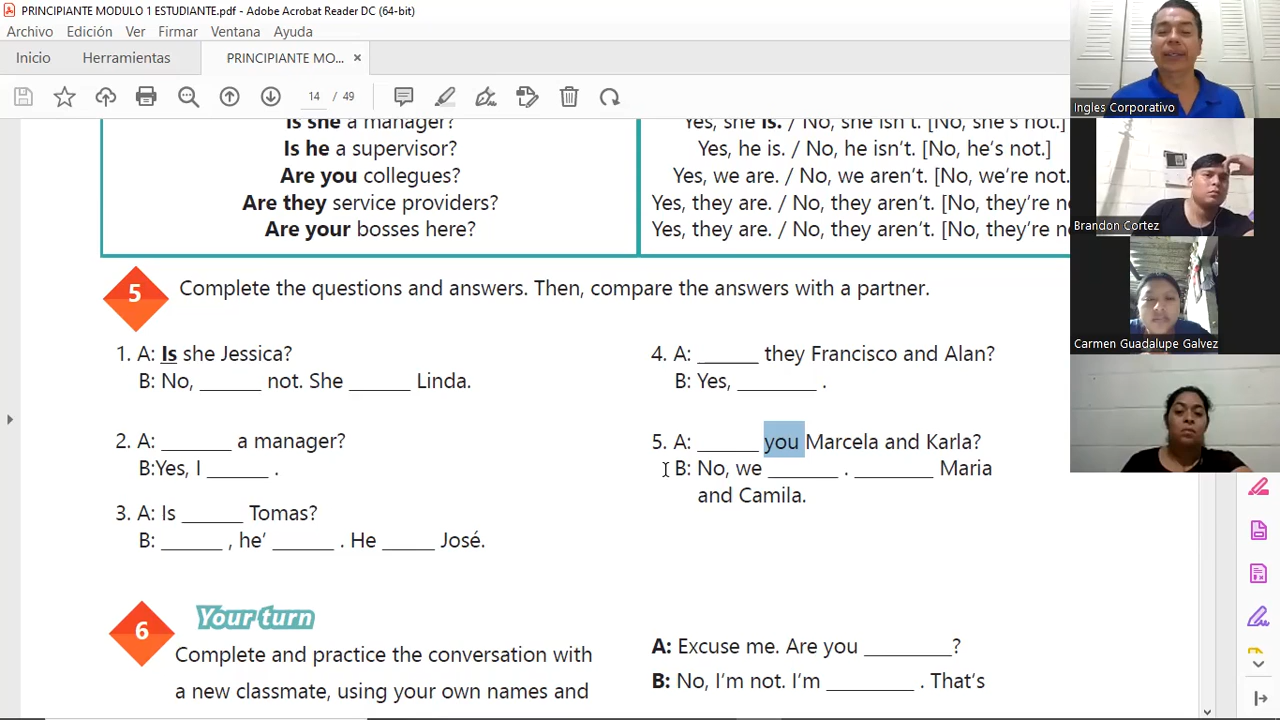 PRINCIPIANTE MODULO 1 ESTUDIANTE.pdf - Adobe Acrobat Reader DC (64-bit)
Archivo Edición Ver Firmar Ventana Ayuda
Inicio Herramientas PRINCIPIANTE MO... ×
14 / 49
Is she a manager? Yes, she is. / No, she isn't. [No, she's not.]
Is he a supervisor? Yes, he is. / No, he isn't. [No, he's not.]
Are you collegues? Yes, we are. / No, we aren't. [No, we're not.
Are they service providers? Yes, they are. / No, they aren't. [No, they're no
Are your bosses here? Yes, they are. / No, they aren't. [No, they're no
5 Complete the questions and answers. Then, compare the answers with a partner.
1. A: Is she Jessica?
B: No, ______ not. She ______ Linda.
2. A: _______ a manager?
B:Yes, I ______ .
3. A: Is ______ Tomas?
B: ______ , he' ______ . He _____ José.
4. A: ______ they Francisco and Alan?
B: Yes, ________ .
5. A: ______ you Marcela and Karla?
B: No, we _______ . ________ Maria
and Camila.
6 Your turn
Complete and practice the conversation with
a new classmate, using your own names and
A: Excuse me. Are you _________?
B: No, I'm not. I'm _________ . That's
Ingles Corporativo
Brandon Cortez
Carmen Guadalupe Galvez